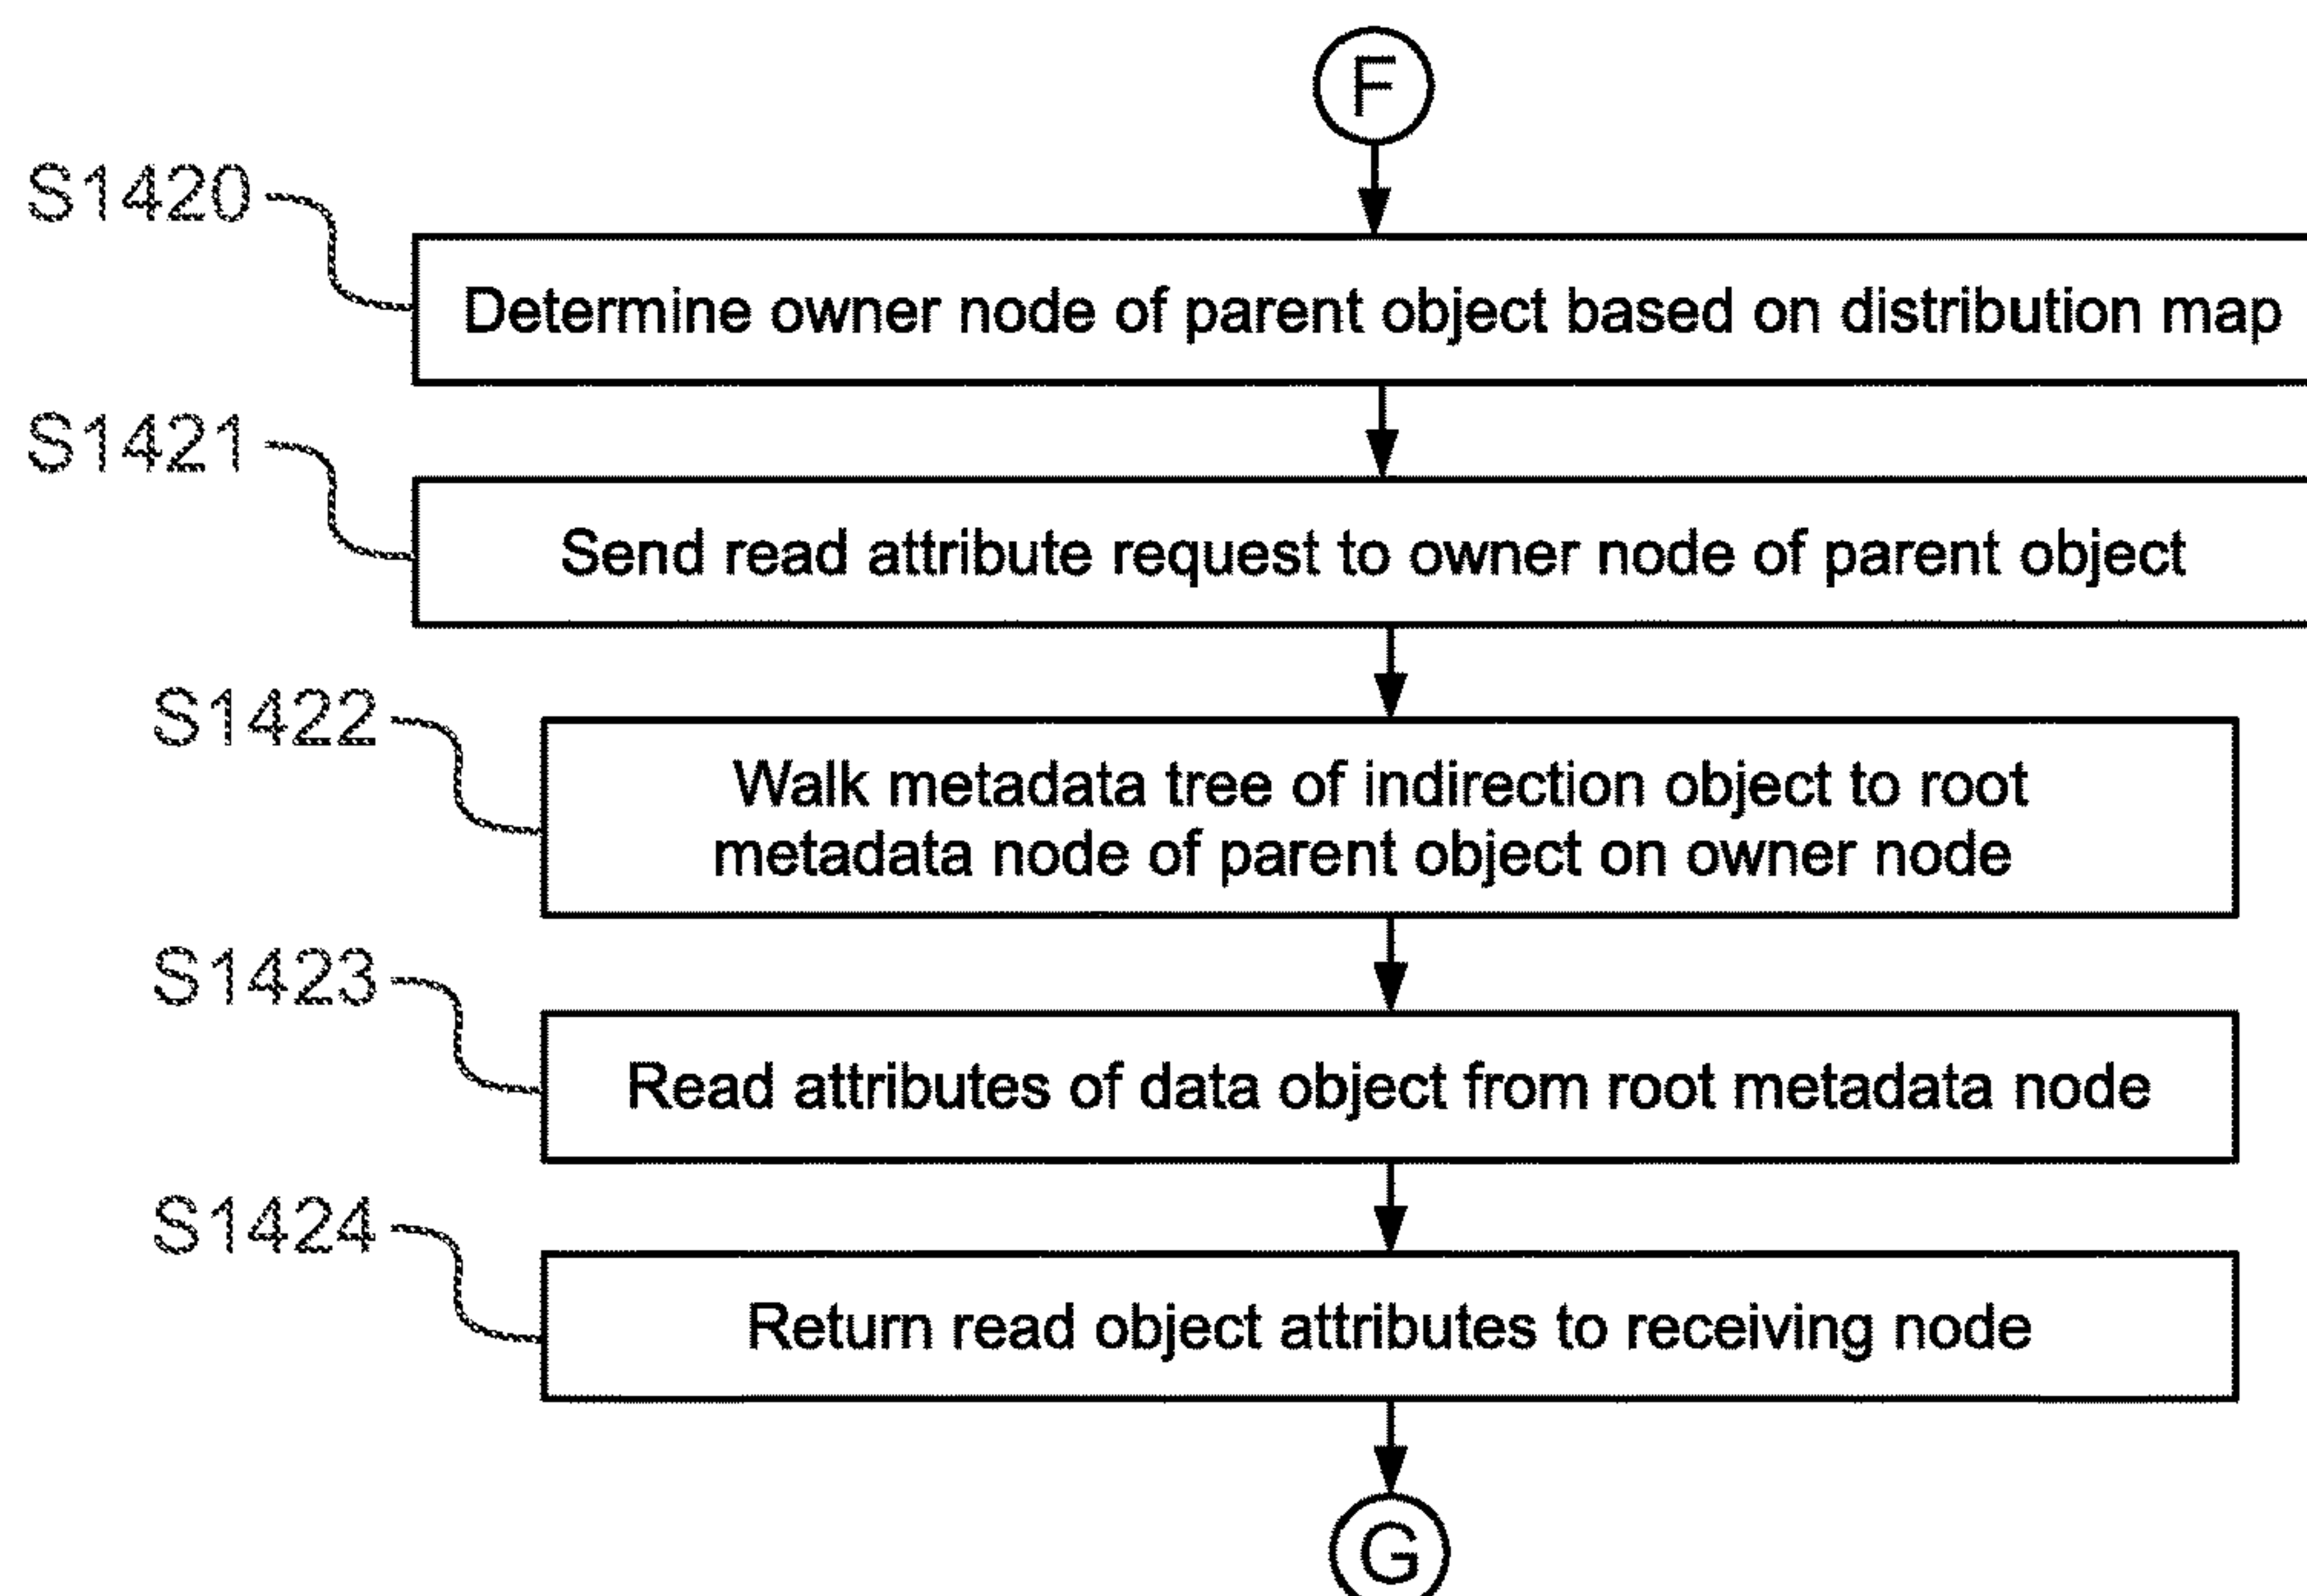 F
S1420
Determine owner node of parent object based on distribution map
S1421
Send read attribute request to owner node of parent object
S1422
Walk metadata tree of indirection object to root
metadata node of parent object on owner node
S1423
Read attributes of data object from root metadata node
S1424
Return read object attributes to receiving node
G